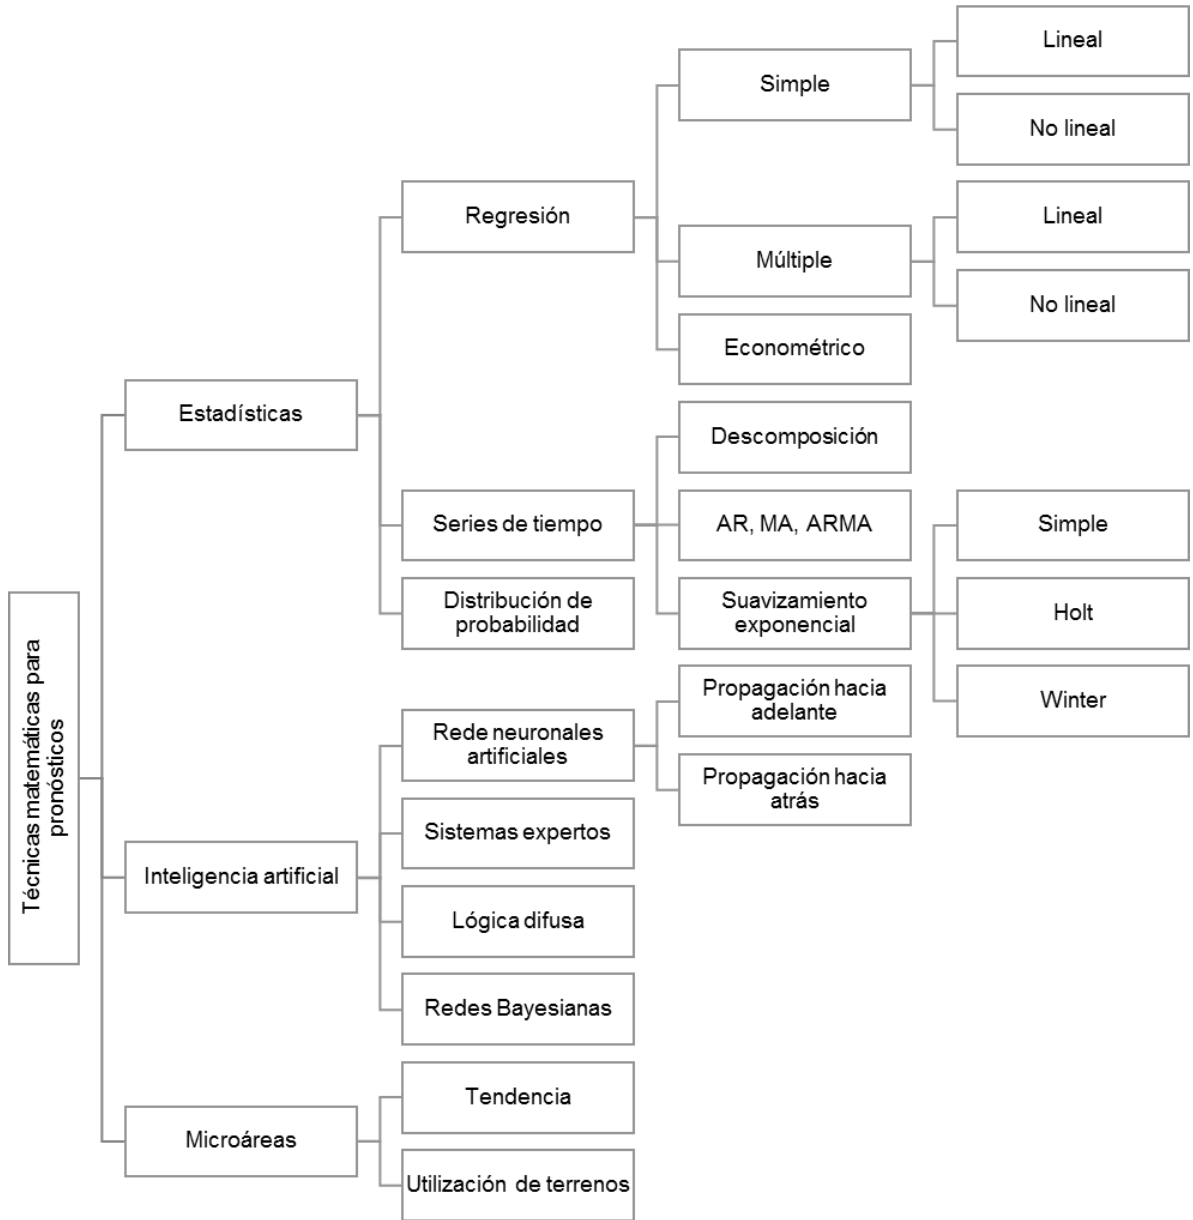 Técnicas matemáticas para
pronósticos
Estadísticas
Regresión
Simple
Lineal
No lineal
Múltiple
Lineal
No lineal
Econométrico
Series de tiempo
Descomposición
AR, MA, ARMA
Suavizamiento
exponencial
Simple
Holt
Winter
Distribución de
probabilidad
Inteligencia artificial
Rede neuronales
artificiales
Propagación hacia
adelante
Propagación hacia
atrás
Sistemas expertos
Lógica difusa
Redes Bayesianas
Microáreas
Tendencia
Utilización de terrenos